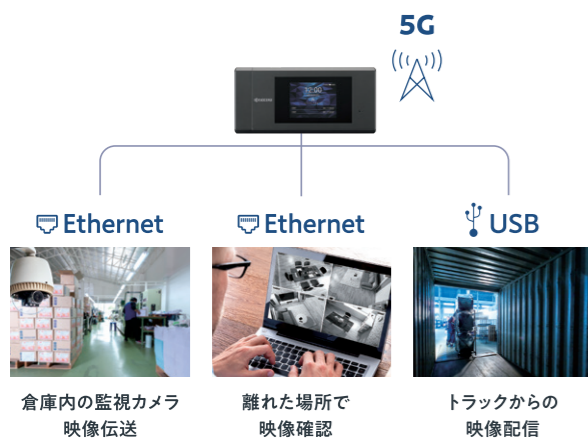 5G
12:00
Ethernet
Ethernet
USB
倉庫内の監視カメラ
映像伝送
離れた場所で
映像確認
トラックからの
映像配信